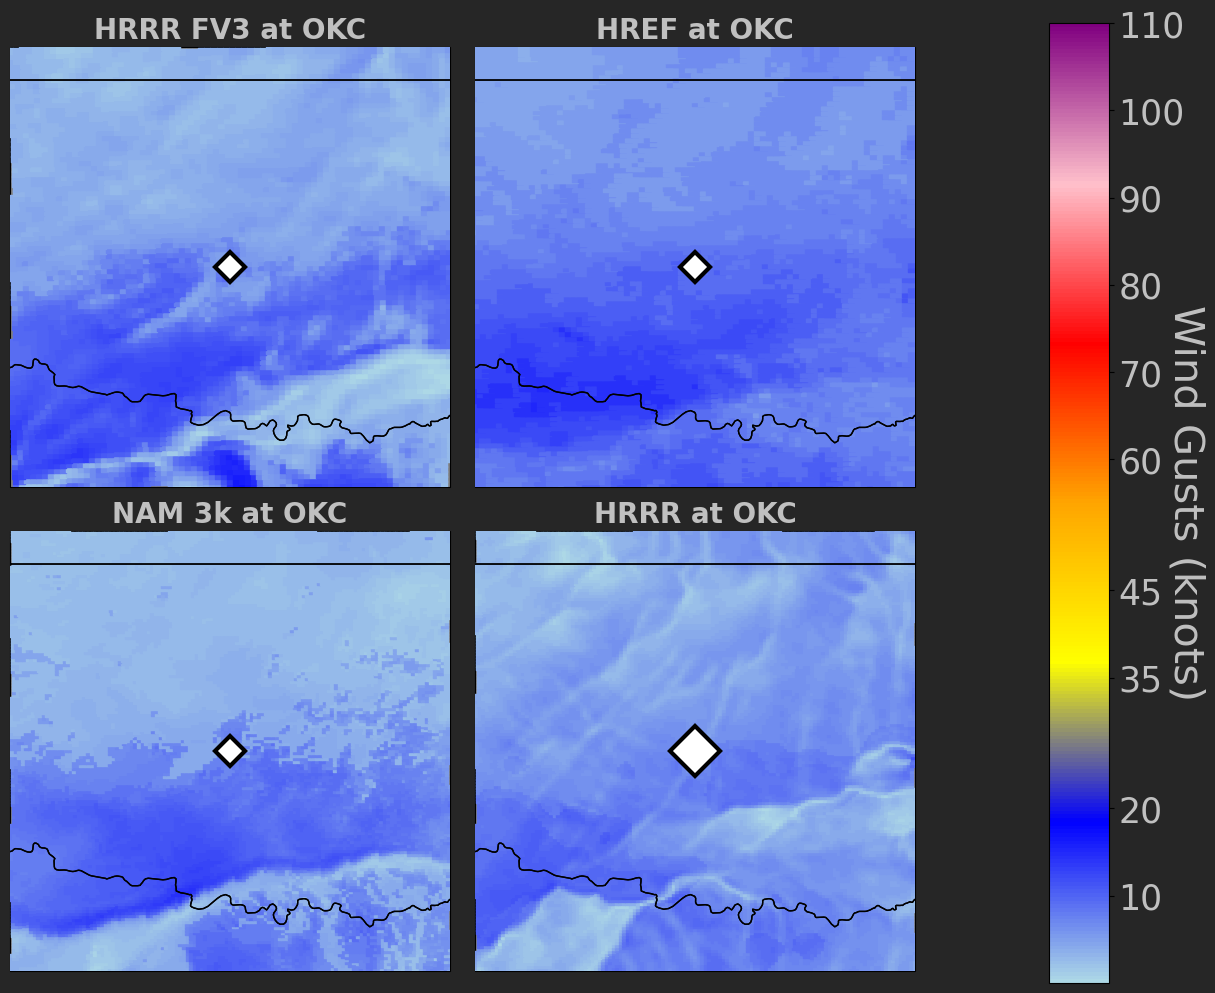 HRRR FV3 at OKC
HREF at OKC
NAM 3k at OKC
HRRR at OKC
110
100
90
80
70
60
45
35
20
10
Wind Gusts (knots)